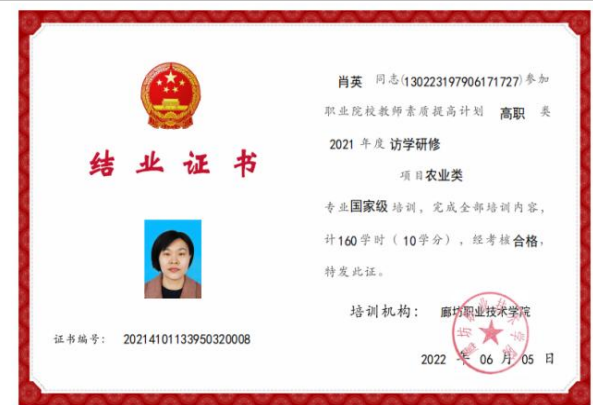 结业证书
证书编号： 20214101133950320008
肖英 同志(130223197906171727)参加
职业院校教师素质提高计划 高职 类
2021 年度 访学研修
项目农业类
专业国家级 培训，完成全部培训内容，
计160学时（ 10学分），经考核合格，
特发此证。
培训机构： 廊坊职业技术学院
2022 年 06 月 05 日